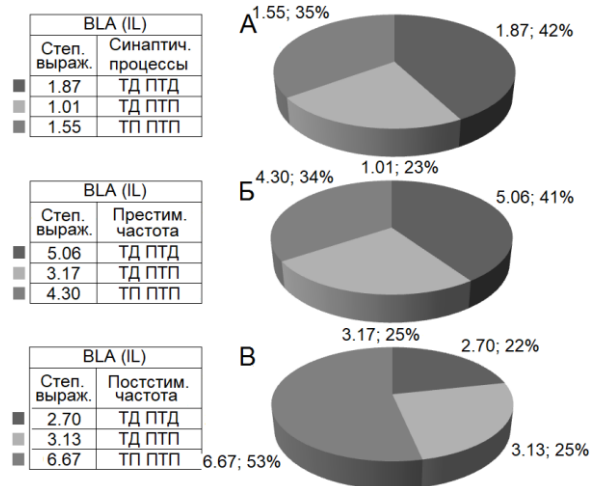 BLA (IL)
Степ. выраж.
Синаптич. процессы
1.87 ТД ПТД
1.01 ТД ПТП
1.55 ТП ПТП
А
1.55; 35%
1.87; 42%
1.01; 23%
BLA (IL)
Степ. выраж.
Престим. частота
5.06 ТД ПТД
3.17 ТД ПТП
4.30 ТП ПТП
Б
4.30; 34%
5.06; 41%
3.17; 25%
BLA (IL)
Степ. выраж.
Постстим. частота
2.70 ТД ПТД
3.13 ТД ПТП
6.67 ТП ПТП
В
2.70; 22%
3.13; 25%
6.67; 53%